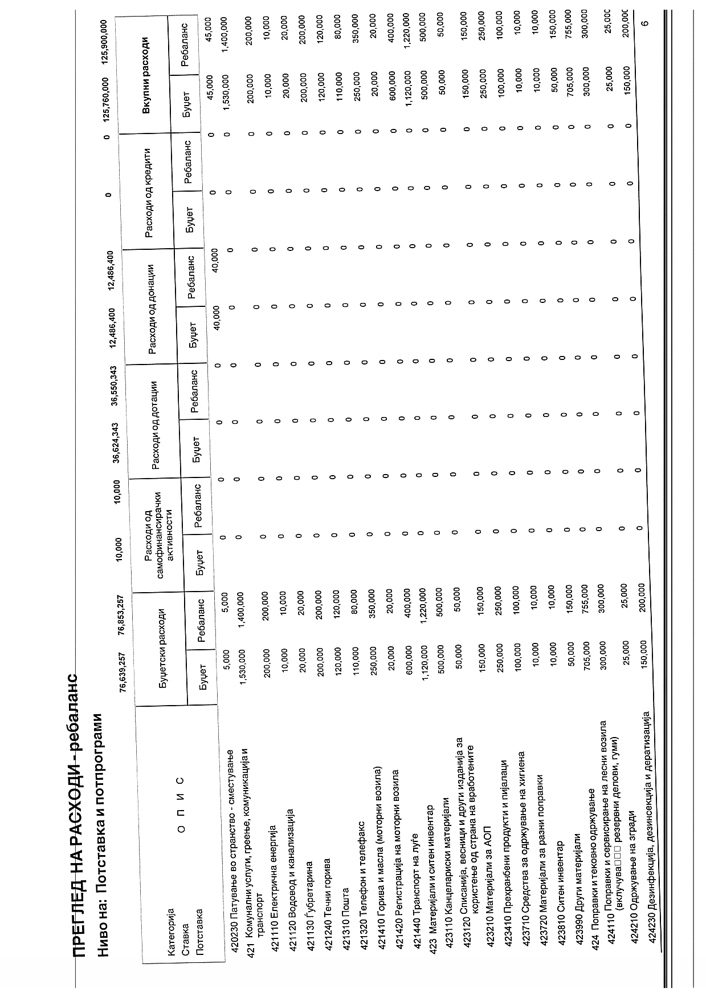 ПРЕГЛЕД НА РАСХОДИ - ребаланс
Ниво на: Потставка и потпрограми
76,639,257 76,853,257 10,000 10,000 36,624,343 36,550,343 12,486,400 12,486,400 0 0 125,760,000 125,900,000
Категорија
Ставка О П И С
Потставка
Буџетски расходи
Расходи од
самофинансирачки
активности
Расходи од дотации
Расходи од донации
Расходи од кредити
Вкупни расходи
Буџет Ребаланс Буџет Ребаланс Буџет Ребаланс Буџет Ребаланс Буџет Ребаланс Буџет Ребаланс
420230 Патување во странство - сместување 5,000 5,000 0 0 0 0 40,000 40,000 0 0 45,000 45,000
421 Комунални услуги, греење, комуникација и 1,530,000 1,400,000 0 0 0 0 0 0 0 0 1,530,000 1,400,000
транспорт
421110 Електрична енергија 200,000 200,000 0 0 0 0 0 0 0 0 200,000 200,000
421120 Водовод и канализација 10,000 10,000 0 0 0 0 0 0 0 0 10,000 10,000
421130 Ѓубретарина 20,000 20,000 0 0 0 0 0 0 0 0 20,000 20,000
421240 Течни горива 200,000 200,000 0 0 0 0 0 0 0 0 200,000 200,000
421310 Пошта 120,000 120,000 0 0 0 0 0 0 0 0 120,000 120,000
421320 Телефон и телефакс 110,000 80,000 0 0 0 0 0 0 0 0 110,000 80,000
421410 Горива и масла (моторни возила) 250,000 350,000 0 0 0 0 0 0 0 0 250,000 350,000
421420 Регистрација на моторни возила 20,000 20,000 0 0 0 0 0 0 0 0 20,000 20,000
421440 Транспорт на луѓе 600,000 400,000 0 0 0 0 0 0 0 0 600,000 400,000
423 Материјали и ситен инвентар 1,120,000 1,220,000 0 0 0 0 0 0 0 0 1,120,000 1,220,000
423110 Канцелариски материјали 500,000 500,000 0 0 0 0 0 0 0 0 500,000 500,000
423120 Списанија, весници и други изданија за 50,000 50,000 0 0 0 0 0 0 0 0 50,000 50,000
користење од страна на вработените
423210 Материјали за АОП 150,000 150,000 0 0 0 0 0 0 0 0 150,000 150,000
423410 Прехранбени продукти и пијалаци 250,000 250,000 0 0 0 0 0 0 0 0 250,000 250,000
423710 Средства за одржување на хигиена 100,000 100,000 0 0 0 0 0 0 0 0 100,000 100,000
423720 Материјали за разни поправки 10,000 10,000 0 0 0 0 0 0 0 0 10,000 10,000
423810 Ситен инвентар 10,000 10,000 0 0 0 0 0 0 0 0 10,000 10,000
423990 Други материјали 50,000 150,000 0 0 0 0 0 0 0 0 50,000 150,000
424 Поправки и тековно одржување 705,000 755,000 0 0 0 0 0 0 0 0 705,000 755,000
424110 Поправки и сервисирање на лесни возила 300,000 300,000 0 0 0 0 0 0 0 0 300,000 300,000
(вклучува□□□ резервни делови, гуми)
424210 Одржување на згради 25,000 25,000 0 0 0 0 0 0 0 0 25,000 25,000
424230 Дезинфекција, дезинсекција и дератизација 150,000 200,000 0 0 0 0 0 0 0 0 150,000 200,000
6